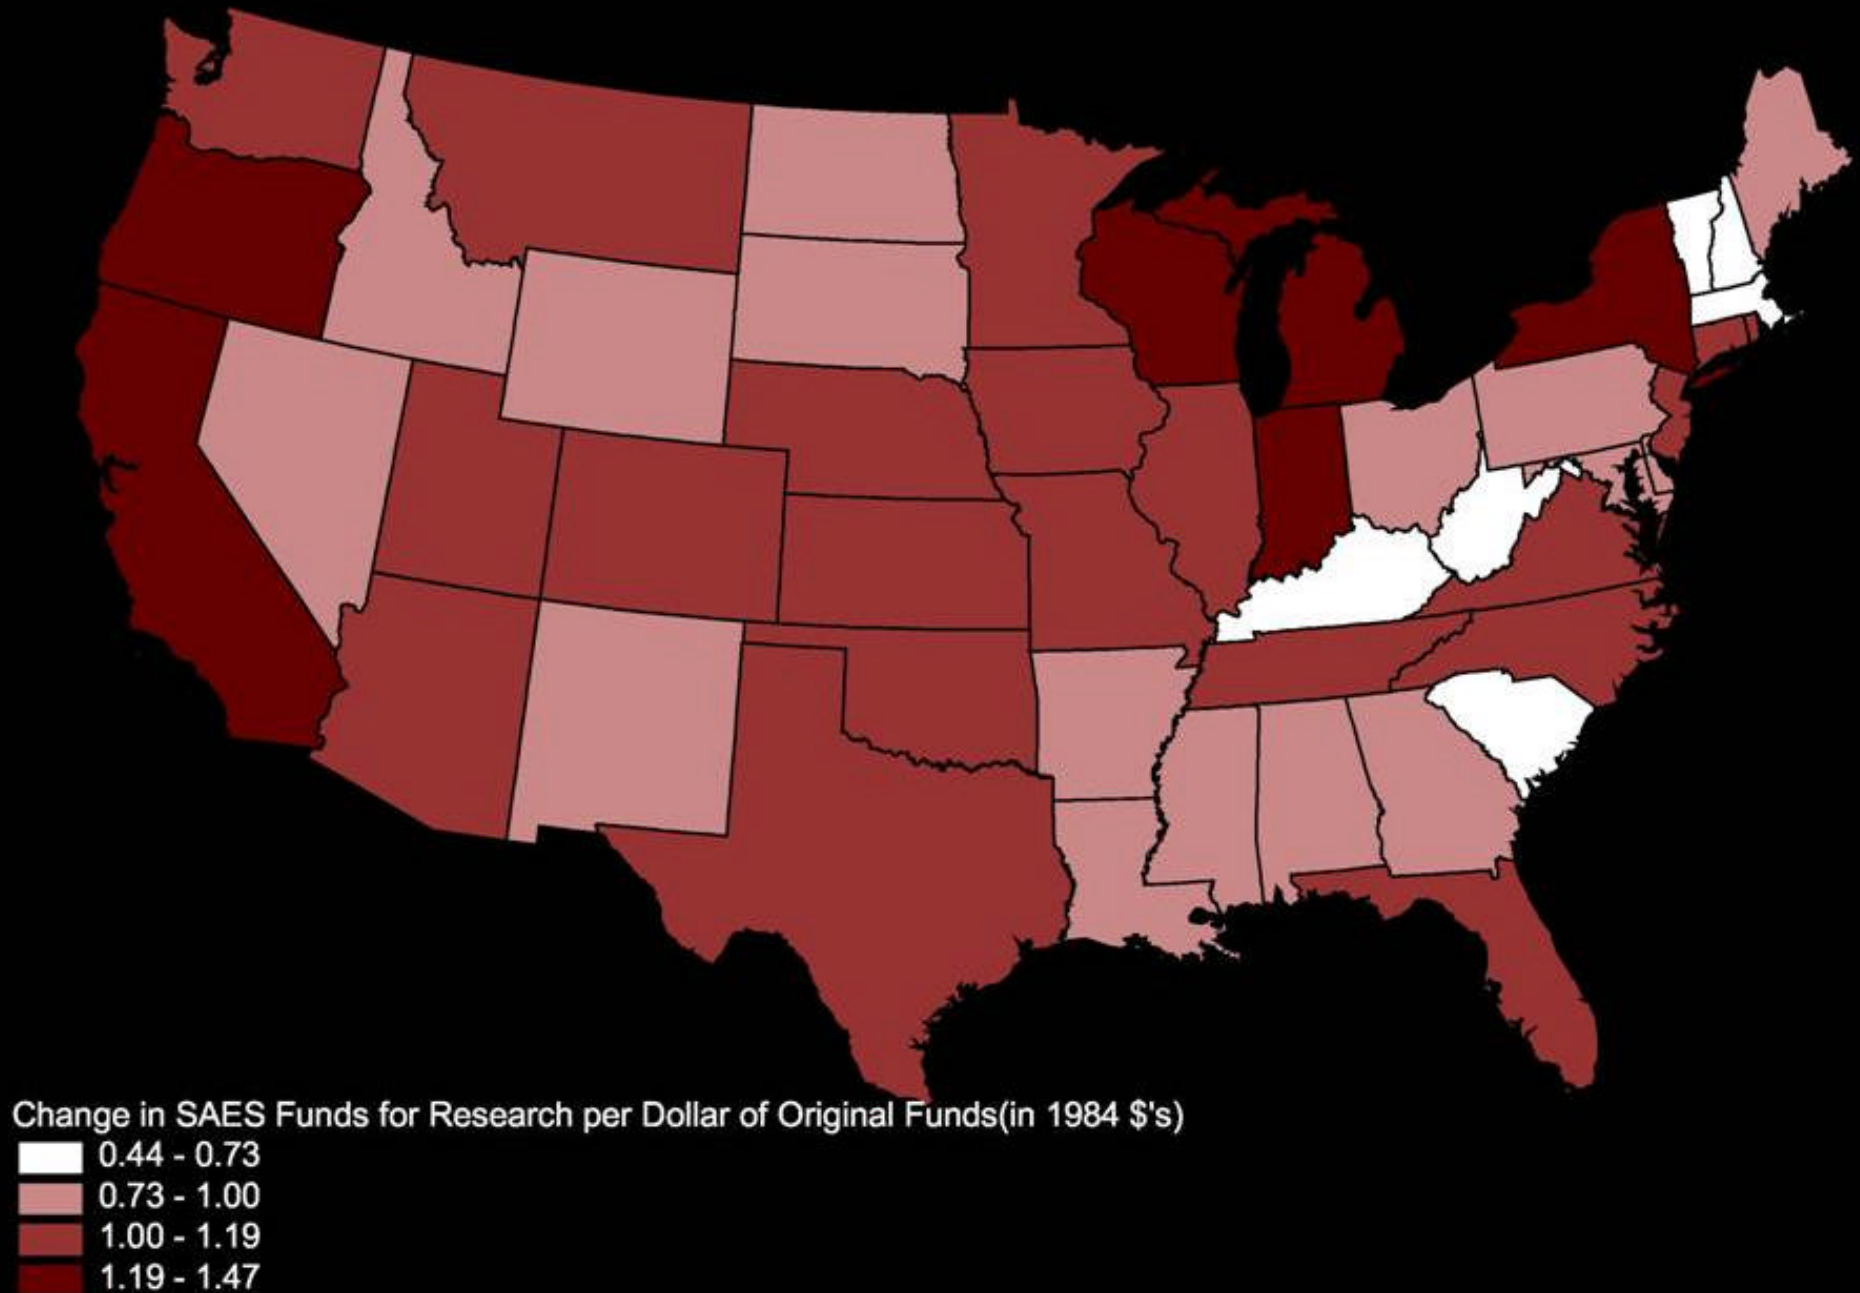 Change in SAES Funds for Research per Dollar of Original Funds(in 1984 $'s)
0.44 - 0.73
0.73 - 1.00
1.00 - 1.19
1.19 - 1.47